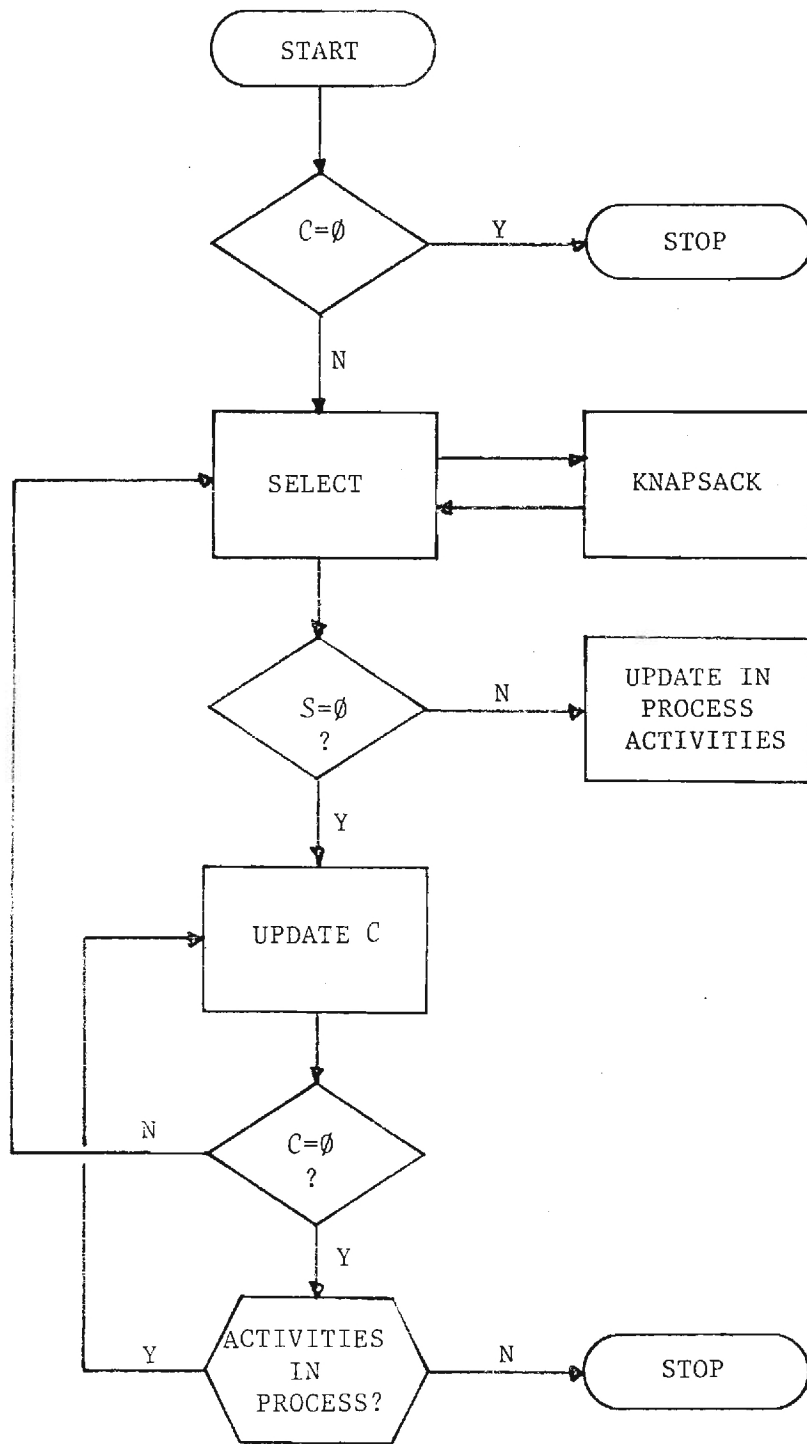 START
C=Ø
Y
STOP
N
SELECT
KNAPSACK
S=Ø
?
N
UPDATE IN
PROCESS
ACTIVITIES
Y
UPDATE C
N
C=Ø
?
Y
ACTIVITIES
IN
PROCESS?
Y
N
STOP